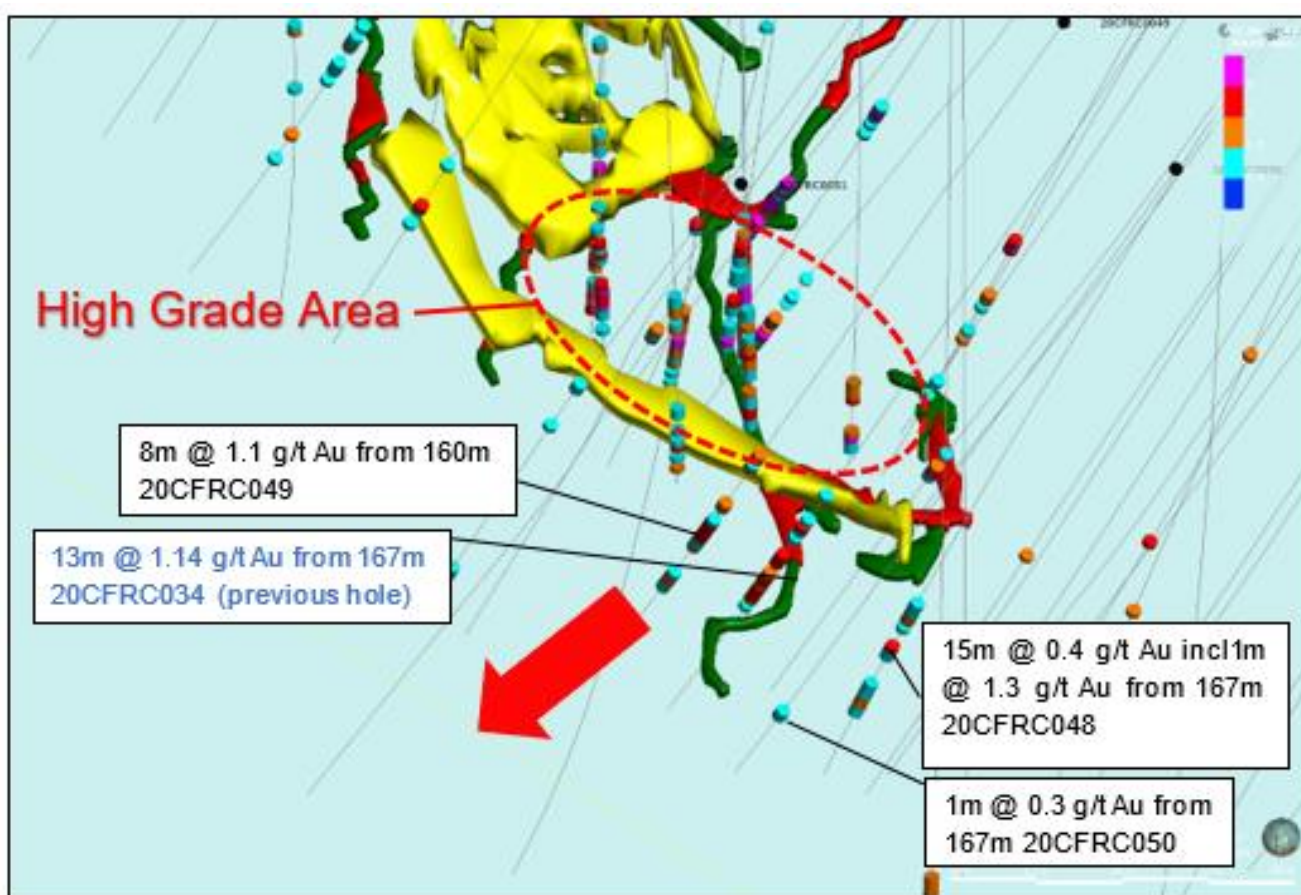 20CFRC049
High Grade Area
8m @ 1.1 g/t Au from 160m
20CFRC049
13m @ 1.14 g/t Au from 167m
20CFRC034 (previous hole)
15m @ 0.4 g/t Au incl1m
@ 1.3 g/t Au from 167m
20CFRC048
1m @ 0.3 g/t Au from
167m 20CFRC050